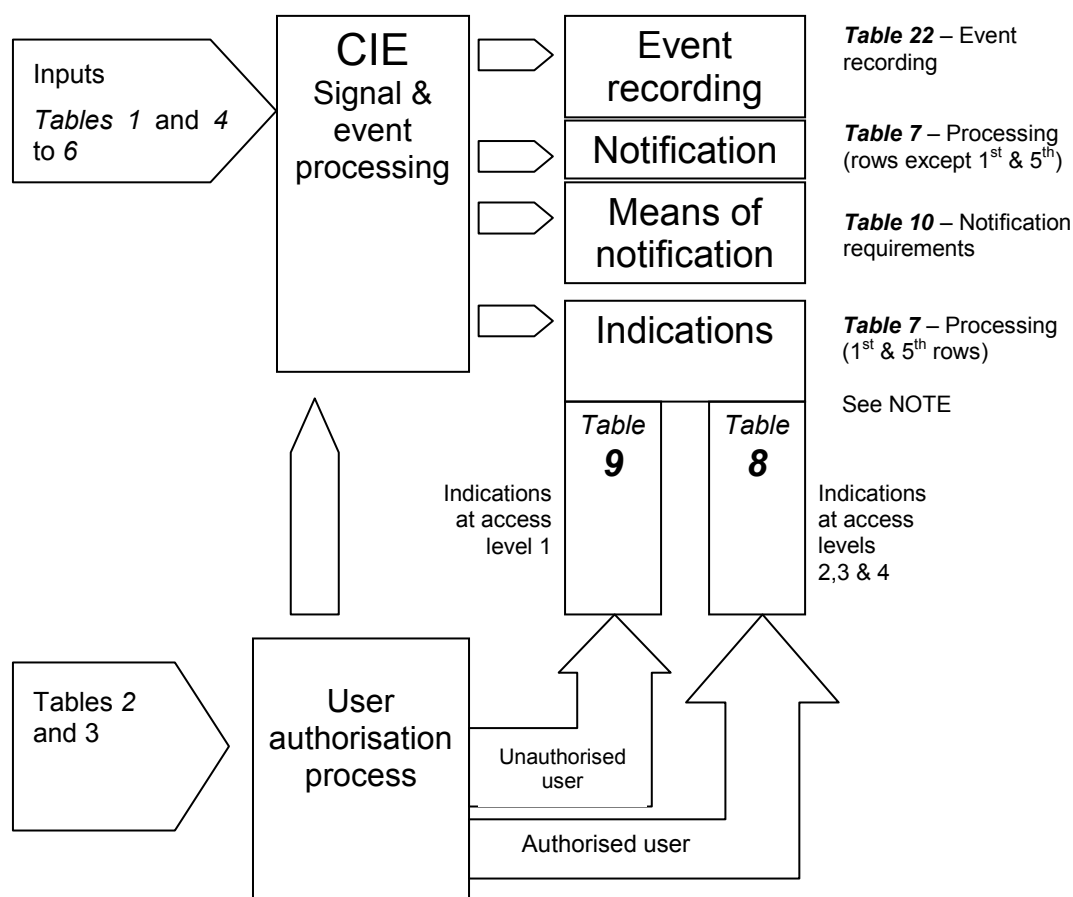 Inputs
Tables 1 and 4
to 6
CIE
Signal &
event
processing
Event
recording
Table 22 – Event
recording
Notification
Table 7 – Processing
(rows except 1st & 5th)
Means of
notification
Table 10 – Notification
requirements
Indications
Table 7 – Processing
(1st & 5th rows)
See NOTE
Table
9
Table
8
Indications
at access
level 1
Indications
at access
levels
2,3 & 4
Tables 2
and 3
User
authorisation
process
Unauthorised
user
Authorised user